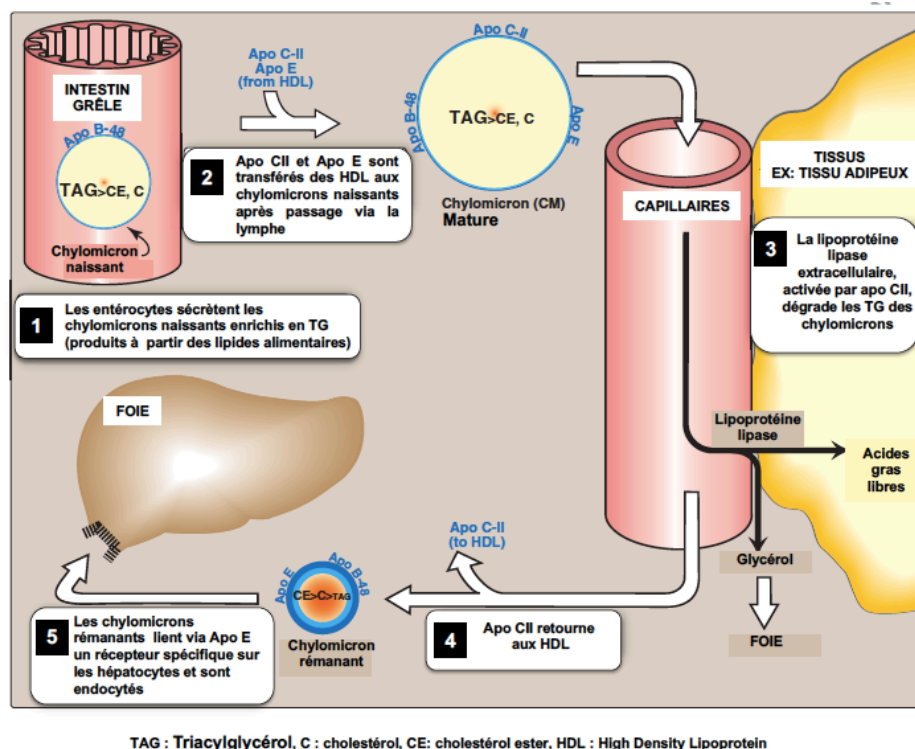 INTESTIN
GRÊLE
Apo B-48
TAG>CE, C
Chylomicron
naissant
Apo C-II
Apo E
(from HDL)
2
Apo CII et Apo E sont
transférés des HDL aux
chylomicrons naissants
après passage via la
lymphe
Apo C-II
Apo B-48
TAG>CE, C
Apo E
Chylomicron (CM)
Mature
1
Les entérocytes sécrètent les
chylomicrons naissants enrichis en TG
(produits à partir des lipides alimentaires)
CAPILLAIRES
TISSUS
EX: TISSU ADIPEUX
3
La lipoprotéine
lipase
extracellulaire,
activée par apo CII,
dégrade les TG des
chylomicrons
Lipoprotéine
lipase
Acides
gras
libres
Glycérol
FOIE
FOIE
Apo C-II
(to HDL)
4
Apo CII retourne
aux HDL
Apo E
Apo B-48
CE>C>TAG
Chylomicron
rémanant
5
Les chylomicrons
rémanants lient via Apo E
un récepteur spécifique sur
les hépatocytes et sont
endocytés
TAG : Triacylglycérol, C : cholestérol, CE: cholestérol ester, HDL : High Density Lipoprotein